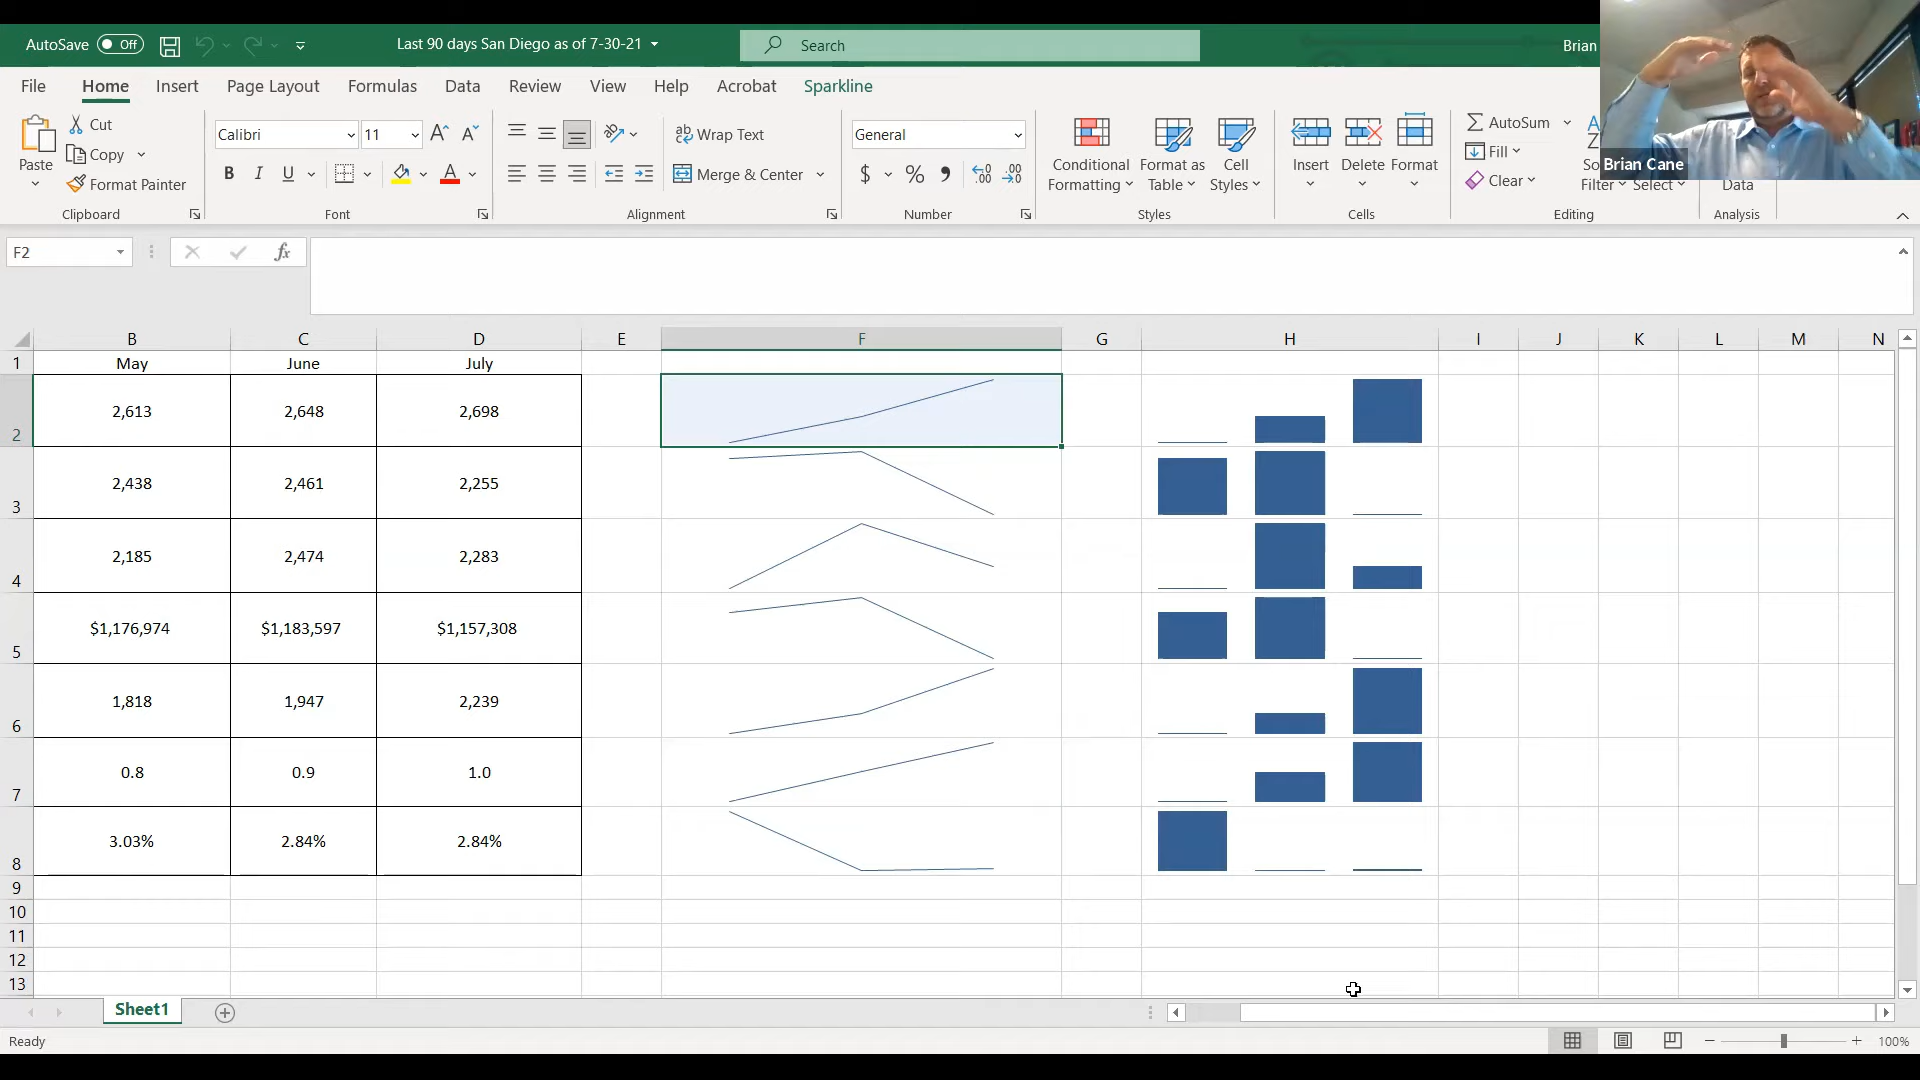 AutoSave Off Last 90 days San Diego as of 7-30-21 Search Brian
File Home Insert Page Layout Formulas Data Review View Help Acrobat Sparkline
Paste Cut Copy Format Painter Clipboard
Calibri 11 B I U Font
Wrap Text Merge & Center Alignment
General $ % Number
Conditional Formatting Format as Table Cell Styles Styles
Insert Delete Format Cells
AutoSum Fill Clear Filter Select Editing
Data Analysis
Brian Cane
F2 fx
B C D E F G H I J K L M N
1 May June July
2 2,613 2,648 2,698
3 2,438 2,461 2,255
4 2,185 2,474 2,283
5 $1,176,974 $1,183,597 $1,157,308
6 1,818 1,947 2,239
7 0.8 0.9 1.0
8 3.03% 2.84% 2.84%
9
10
11
12
13
Sheet1
Ready 100%